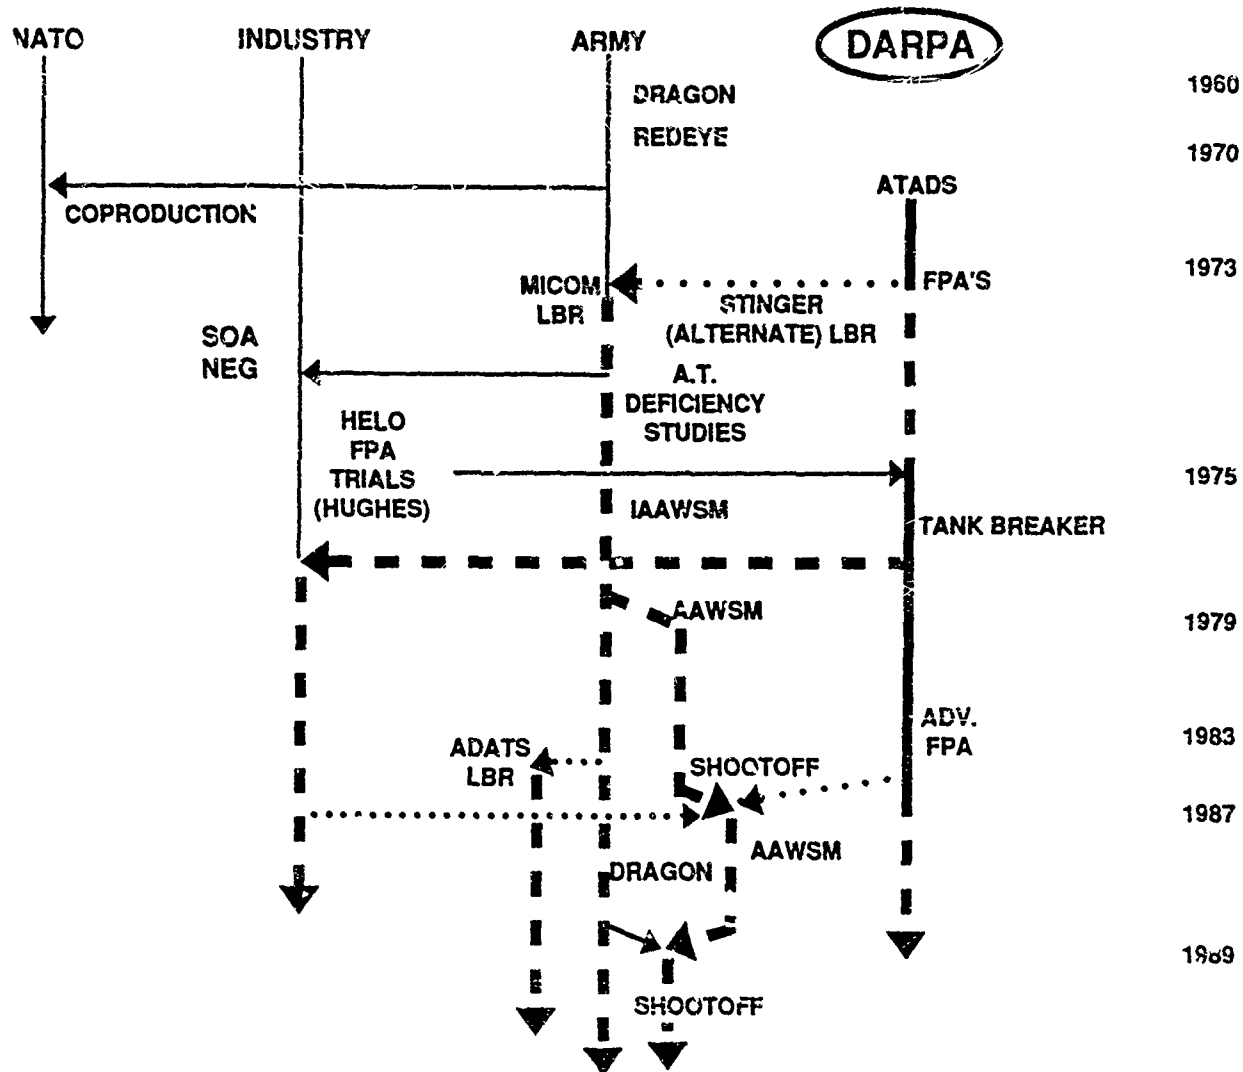 NATO
INDUSTRY
ARMY
DARPA
1960
DRAGON
REDEYE
1970
ATADS
COPRODUCTION
1973
MICOM
LBR
FPA'S
STINGER
(ALTERNATE) LBR
SOA
NEG
A.T.
DEFICIENCY
STUDIES
HELO
FPA
TRIALS
(HUGHES)
1975
IAAWSM
TANK BREAKER
AAWSM
1979
ADV.
FPA
1983
ADATS
LBR
SHOOTOFF
1987
AAWSM
DRAGON
1989
SHOOTOFF